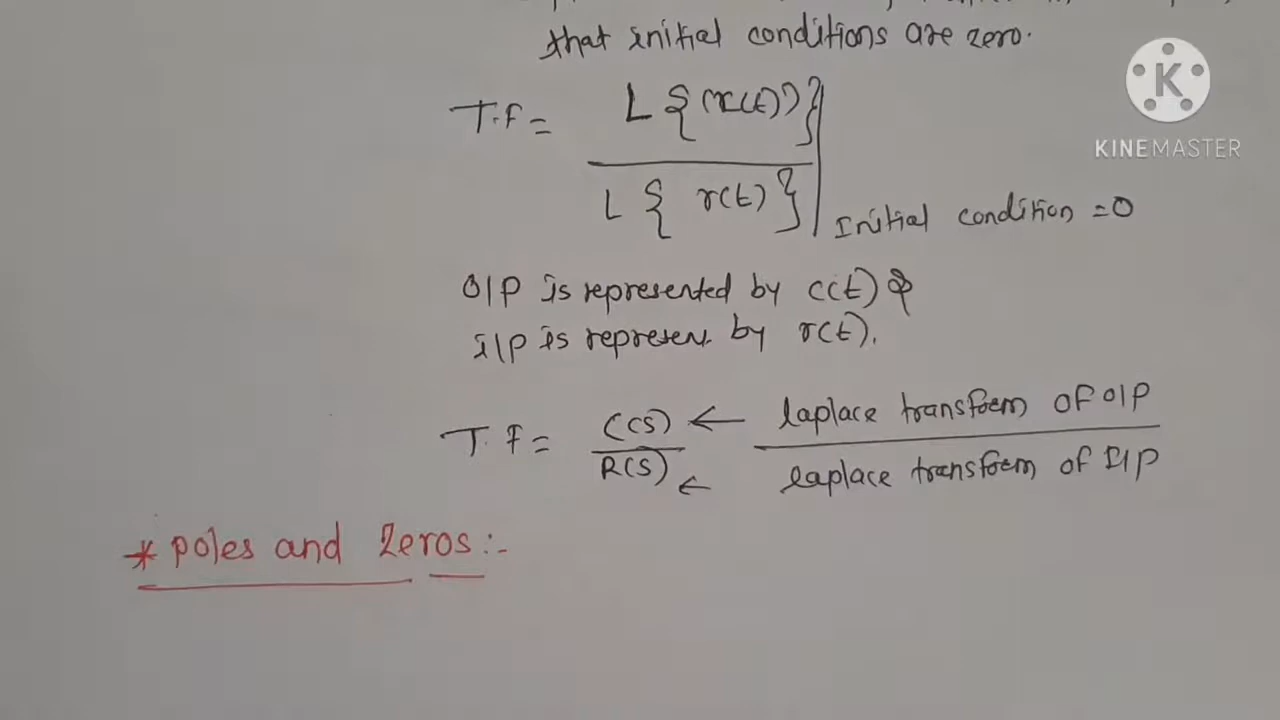 that initial conditions are zero.
T.F = L{(x(t))}
L{ r(t) } Initial condition = 0
O/P is represented by c(t) &
i/P is represent by r(t).
T.F = C(S) ← laplace transform of O/P
R(S) ← laplace transform of I/P
* poles and Zeros :-
K
KINEMASTER